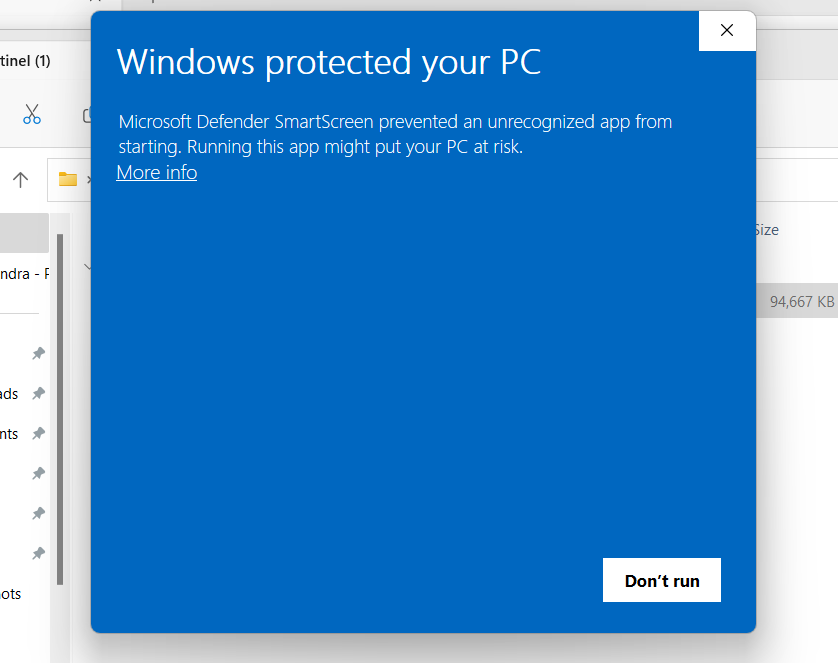 tinel (1)
Windows protected your PC
Microsoft Defender SmartScreen prevented an unrecognized app from
starting. Running this app might put your PC at risk.
More info
Size
ndra - P
94,667 KB
ads
nts
ots
Don't run